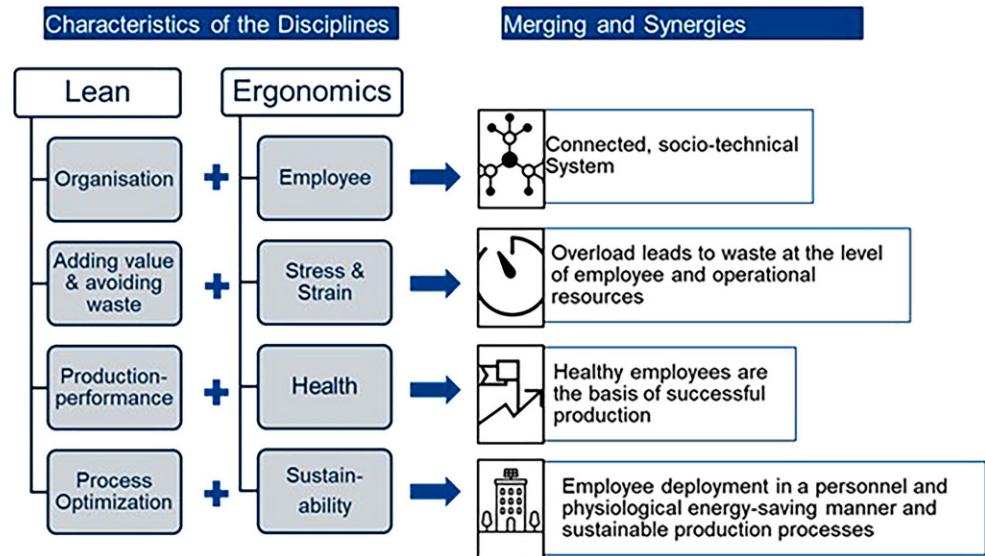 Characteristics of the Disciplines
Merging and Synergies
Lean
Ergonomics
Organisation
Employee
Connected, socio-technical
System
Adding value
& avoiding
waste
Stress &
Strain
Overload leads to waste at the level
of employee and operational
resources
Production-
performance
Health
Healthy employees are
the basis of successful
production
Process
Optimization
Sustain-
ability
Employee deployment in a personnel and
physiological energy-saving manner and
sustainable production processes